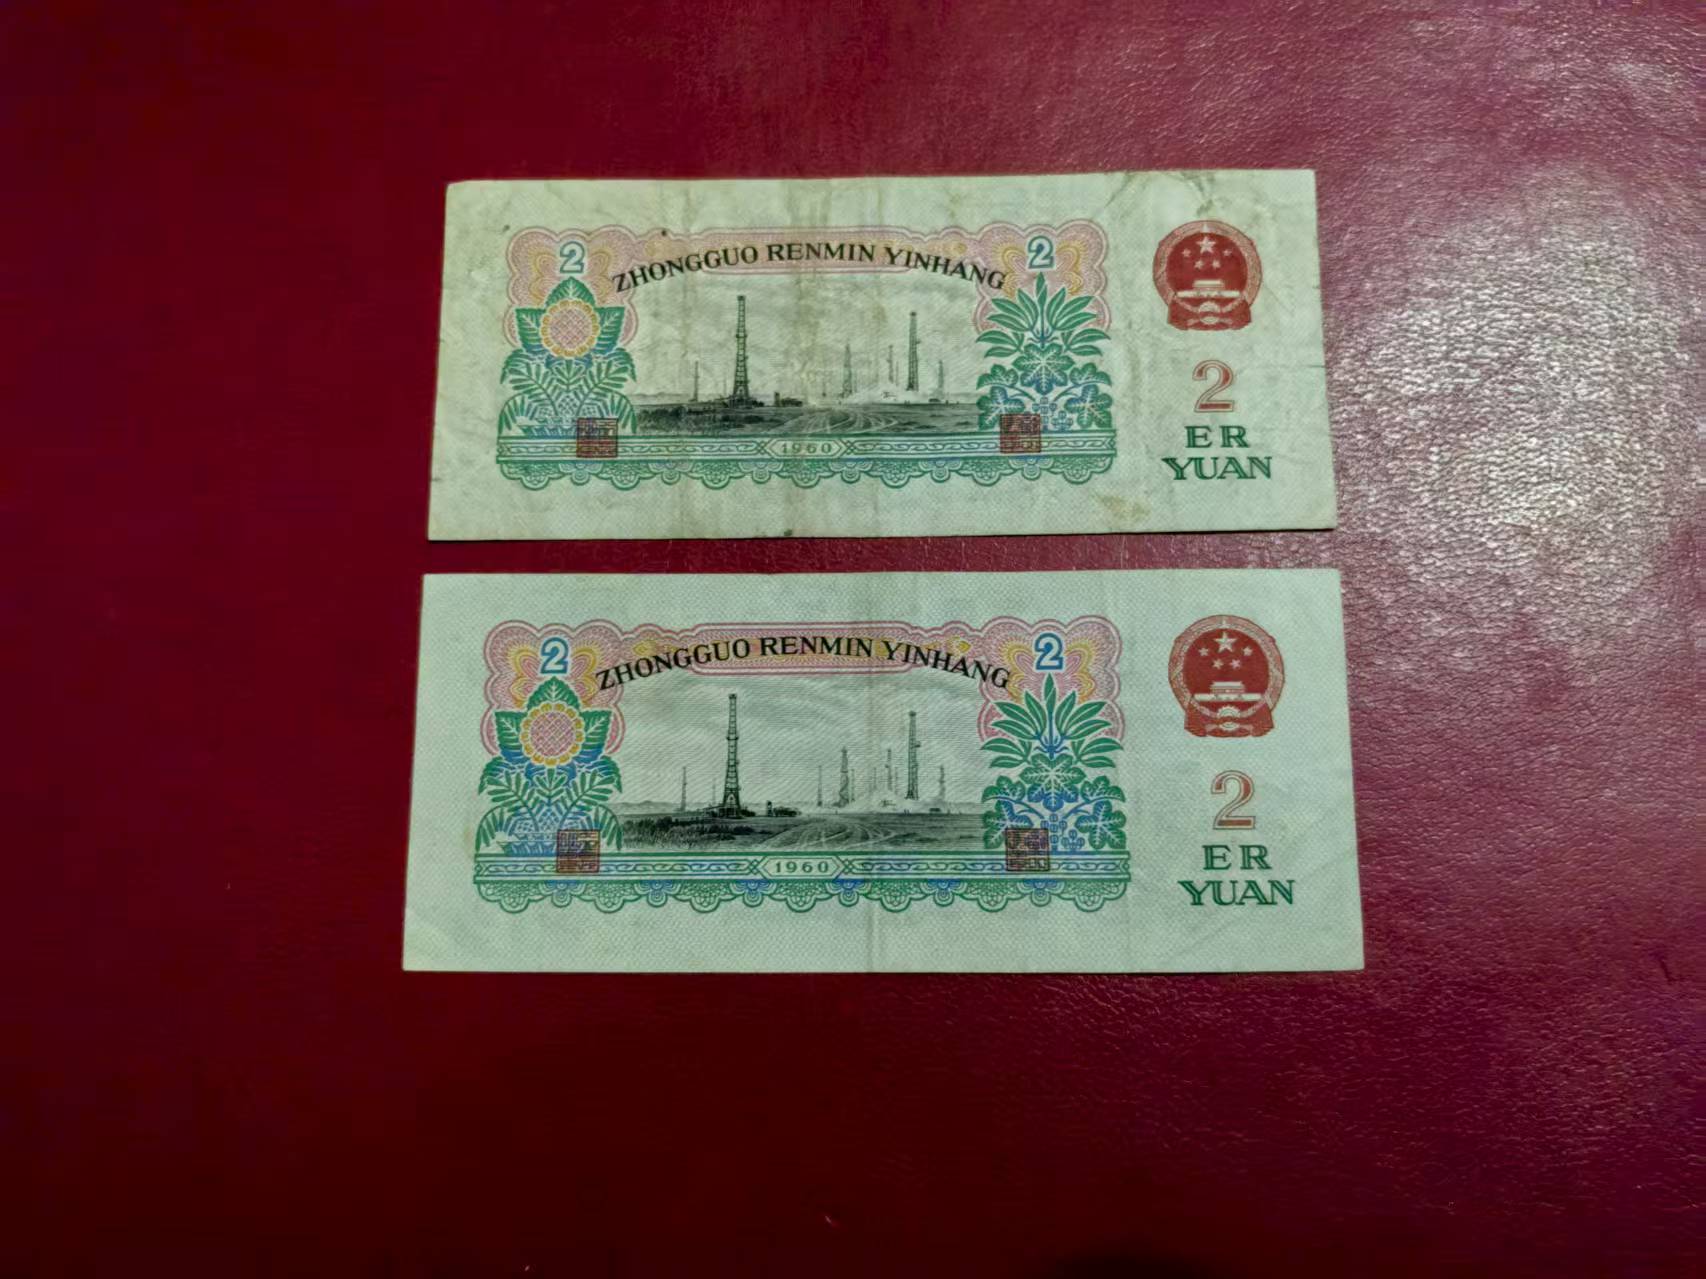 2 ZHONGGUO RENMIN YINHANG 2
1960
2
ER
YUAN
2 ZHONGGUO RENMIN YINHANG 2
1960
2
ER
YUAN